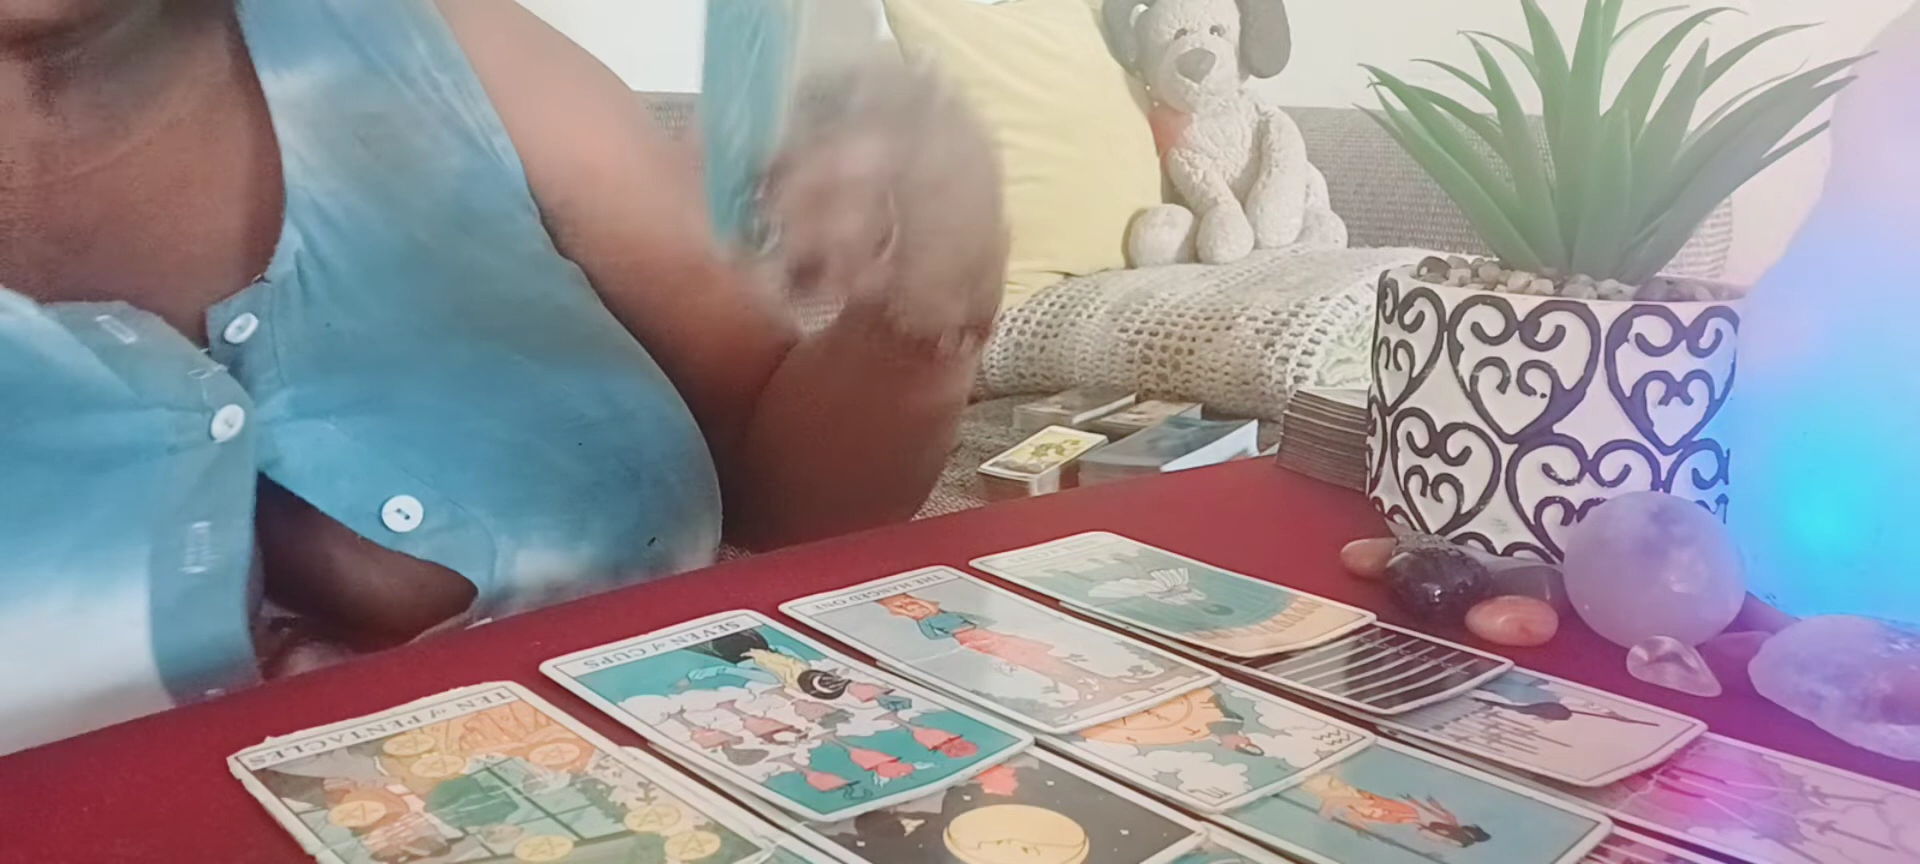 TEN of PENTACLES
SEVEN of CUPS
THE HANGED ONE